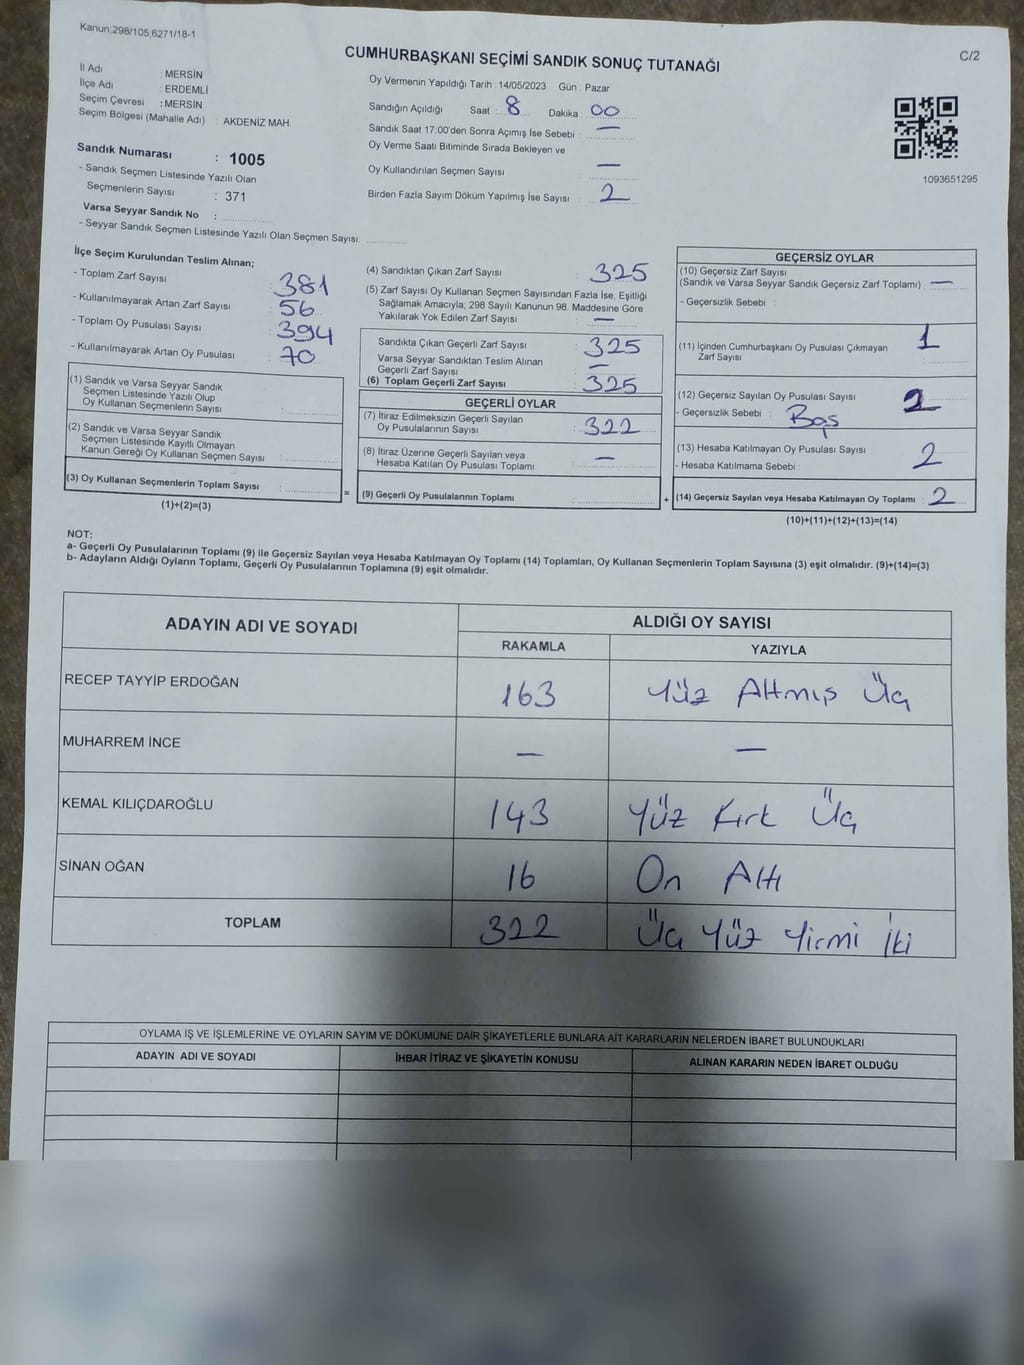 Kanun:298/105;6271/18-1
C/2
CUMHURBAŞKANI SEÇİMİ SANDIK SONUÇ TUTANAĞI
İl Adı : MERSİN
İlçe Adı : ERDEMLİ
Seçim Çevresi : MERSİN
Seçim Bölgesi (Mahalle Adı) : AKDENİZ MAH.
Sandık Numarası : 1005
- Sandık Seçmen Listesinde Yazılı Olan
Seçmenlerin Sayısı : 371
Varsa Seyyar Sandık No :
- Seyyar Sandık Seçmen Listesinde Yazılı Olan Seçmen Sayısı:
Oy Vermenin Yapıldığı Tarih : 14/05/2023 Gün : Pazar
Sandığın Açıldığı Saat : 8 Dakika : 00
Sandık Saat 17:00'den Sonra Açımış İse Sebebi : —
Oy Verme Saati Bitiminde Sırada Bekleyen ve
Oy Kullandırılan Seçmen Sayısı : —
Birden Fazla Sayım Döküm Yapılmış İse Sayısı : 2
1093651295
İlçe Seçim Kurulundan Teslim Alınan;
- Toplam Zarf Sayısı : 381
- Kullanılmayarak Artan Zarf Sayısı : 56
- Toplam Oy Pusulası Sayısı : 394
- Kullanılmayarak Artan Oy Pusulası : 70
(1) Sandık ve Varsa Seyyar Sandık
Seçmen Listesinde Yazılı Olup
Oy Kullanan Seçmenlerin Sayısı :
(2) Sandık ve Varsa Seyyar Sandık
Seçmen Listesinde Kayıtlı Olmayan
Kanun Gereği Oy Kullanan Seçmen Sayısı :
(3) Oy Kullanan Seçmenlerin Toplam Sayısı :
(1)+(2)=(3)
(4) Sandıktan Çıkan Zarf Sayısı : 325
(5) Zarf Sayısı Oy Kullanan Seçmen Sayısından Fazla İse, Eşitliği
Sağlamak Amacıyla; 298 Sayılı Kanunun 98. Maddesine Göre
Yakılarak Yok Edilen Zarf Sayısı : —
Sandıkta Çıkan Geçerli Zarf Sayısı : 325
Varsa Seyyar Sandıktan Teslim Alınan
Geçerli Zarf Sayısı : —
(6) Toplam Geçerli Zarf Sayısı : 325
GEÇERLİ OYLAR
(7) İtiraz Edilmeksizin Geçerli Sayılan
Oy Pusulalarının Sayısı : 322
(8) İtiraz Üzerine Geçerli Sayılan veya
Hesaba Katılan Oy Pusulası Toplamı : —
= (9) Geçerli Oy Pusulalarının Toplamı :
GEÇERSİZ OYLAR
(10) Geçersiz Zarf Sayısı
(Sandık ve Varsa Seyyar Sandık Geçersiz Zarf Toplamı) : —
- Geçersizlik Sebebi :
(11) İçinden Cumhurbaşkanı Oy Pusulası Çıkmayan
Zarf Sayısı : 1
(12) Geçersiz Sayılan Oy Pusulası Sayısı :
- Geçersizlik Sebebi : Boş
(13) Hesaba Katılmayan Oy Pusulası Sayısı : 2
- Hesaba Katılmama Sebebi :
+ (14) Geçersiz Sayılan veya Hesaba Katılmayan Oy Toplamı : 2
(10)+(11)+(12)+(13)=(14)
NOT:
a- Geçerli Oy Pusulalarının Toplamı (9) ile Geçersiz Sayılan veya Hesaba Katılmayan Oy Toplamı (14) Toplamları, Oy Kullanan Seçmenlerin Toplam Sayısına (3) eşit olmalıdır. (9)+(14)=(3)
b- Adayların Aldığı Oyların Toplamı, Geçerli Oy Pusulalarının Toplamına (9) eşit olmalıdır.
ADAYIN ADI VE SOYADI
ALDIĞI OY SAYISI
RAKAMLA YAZIYLA
RECEP TAYYİP ERDOĞAN 163 Yüz Altmış Üç
MUHARREM İNCE — —
KEMAL KILIÇDAROĞLU 143 Yüz Kırk Üç
SİNAN OĞAN 16 On Altı
TOPLAM 322 Üç Yüz Yirmi İki
OYLAMA İŞ VE İŞLEMLERİNE VE OYLARIN SAYIM VE DÖKÜMÜNE DAİR ŞİKAYETLERLE BUNLARA AİT KARARLARIN NELERDEN İBARET BULUNDUKLARI
ADAYIN ADI VE SOYADI İHBAR İTİRAZ VE ŞİKAYETİN KONUSU ALINAN KARARIN NEDEN İBARET OLDUĞU